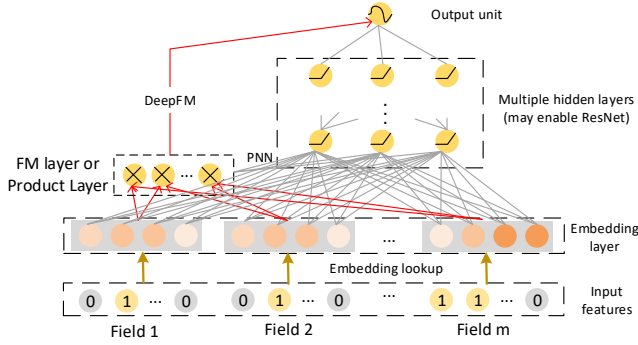 Output unit
DeepFM
Multiple hidden layers
(may enable ResNet)
...
PNN
FM layer or
Product Layer
...
Embedding
layer
...
Embedding lookup
Input
features
0 1 ... 0
0 1 ... 0
...
1 1 ... 0
Field 1
Field 2
Field m